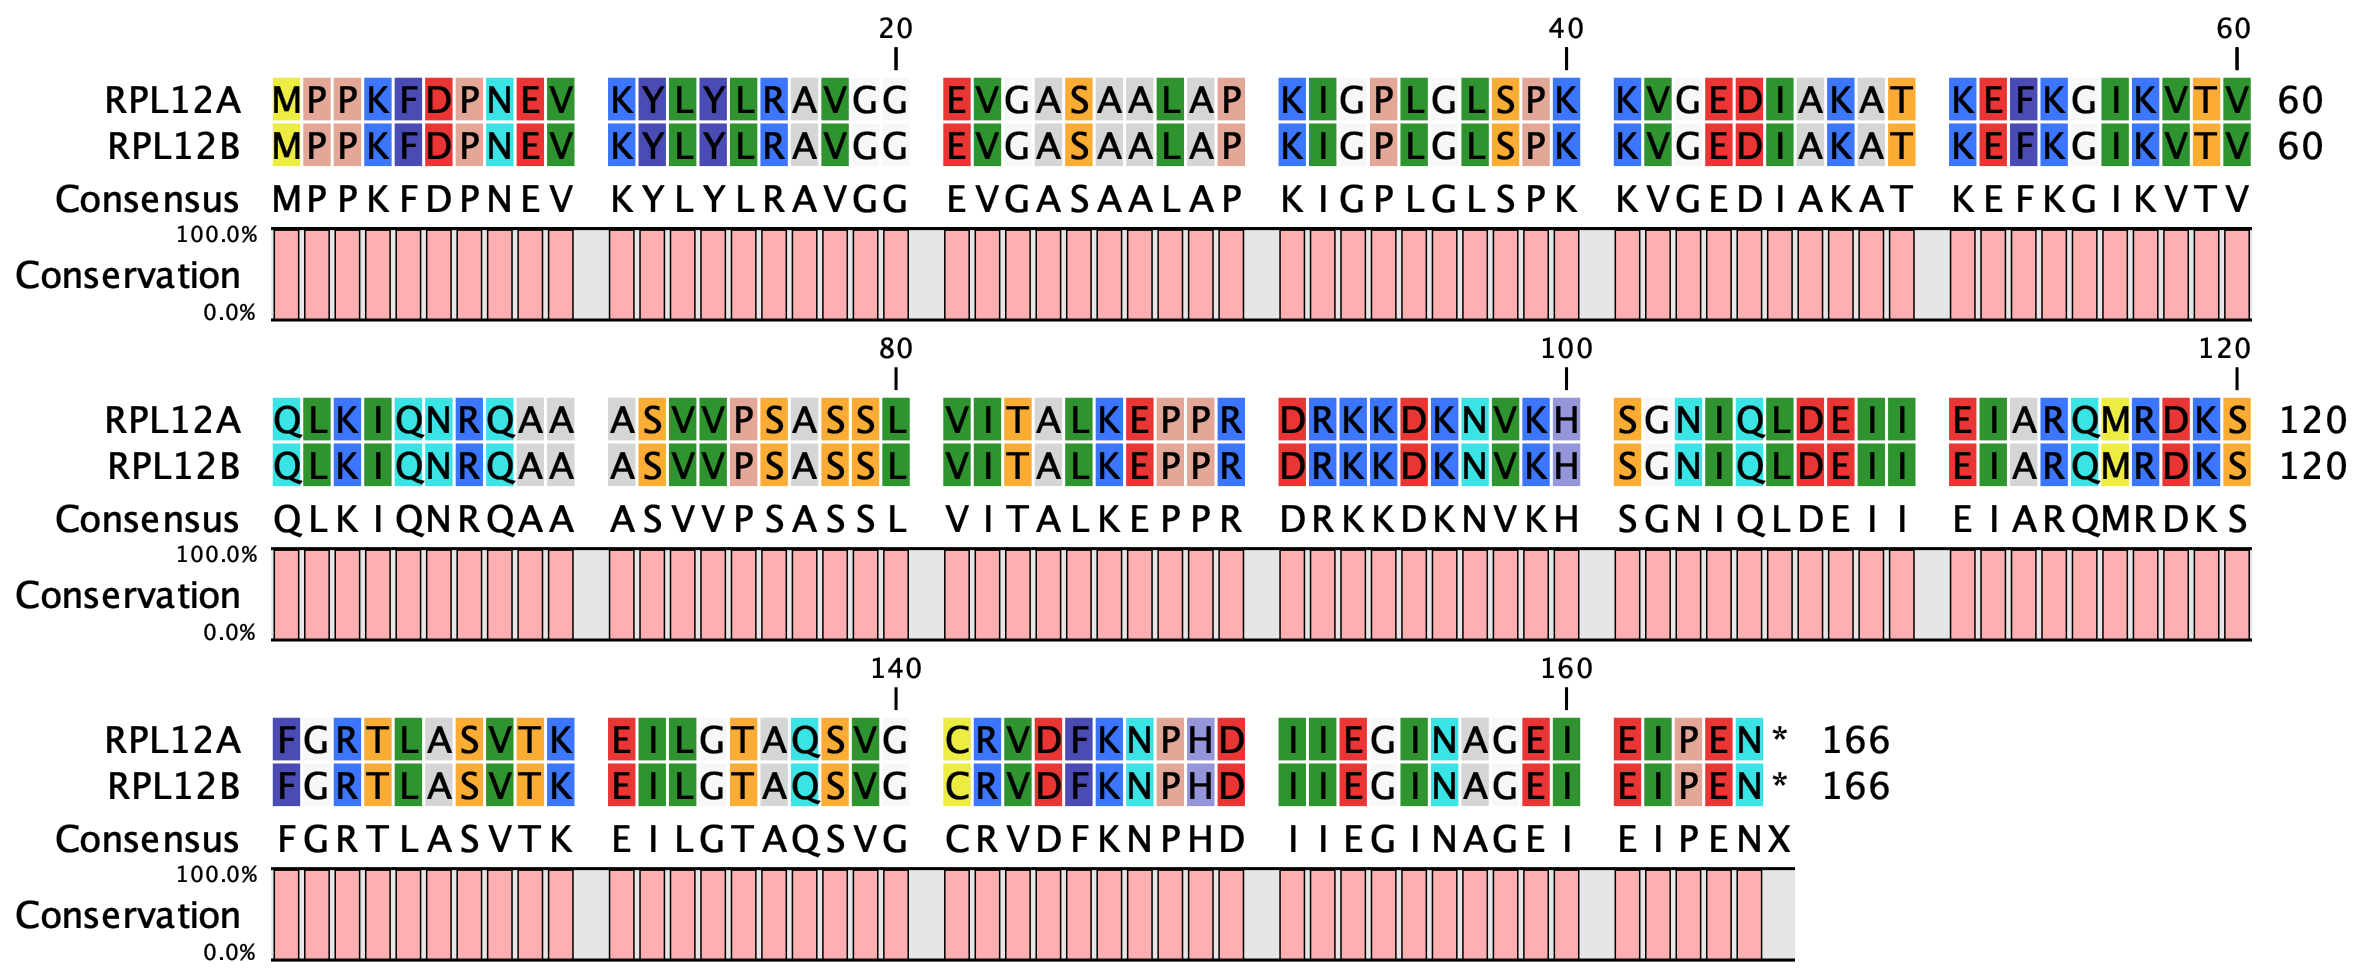 20 40 60
RPL12A MPPKFDPNEV KYLYLRAVGG EVGASAALAP KIGPLGLSPK KVGEDIAKAT KEFKGIKVTV 60
RPL12B MPPKFDPNEV KYLYLRAVGG EVGASAALAP KIGPLGLSPK KVGEDIAKAT KEFKGIKVTV 60
Consensus MPPKFDPNEV KYLYLRAVGG EVGASAALAP KIGPLGLSPK KVGEDIAKAT KEFKGIKVTV
100.0%
Conservation
0.0%
80 100 120
RPL12A QLKIQNRQAA ASVVPSASSL VITALKEPPR DRKKDKNVKH SGNIQLDEII EIARQMRDKS 120
RPL12B QLKIQNRQAA ASVVPSASSL VITALKEPPR DRKKDKNVKH SGNIQLDEII EIARQMRDKS 120
Consensus QLKIQNRQAA ASVVPSASSL VITALKEPPR DRKKDKNVKH SGNIQLDEII EIARQMRDKS
100.0%
Conservation
0.0%
140 160
RPL12A FGRTLASVTK EILGTAQSVG CRVDFKNPHD IIEGINAGEI EIPEN* 166
RPL12B FGRTLASVTK EILGTAQSVG CRVDFKNPHD IIEGINAGEI EIPEN* 166
Consensus FGRTLASVTK EILGTAQSVG CRVDFKNPHD IIEGINAGEI EIPENX
100.0%
Conservation
0.0%